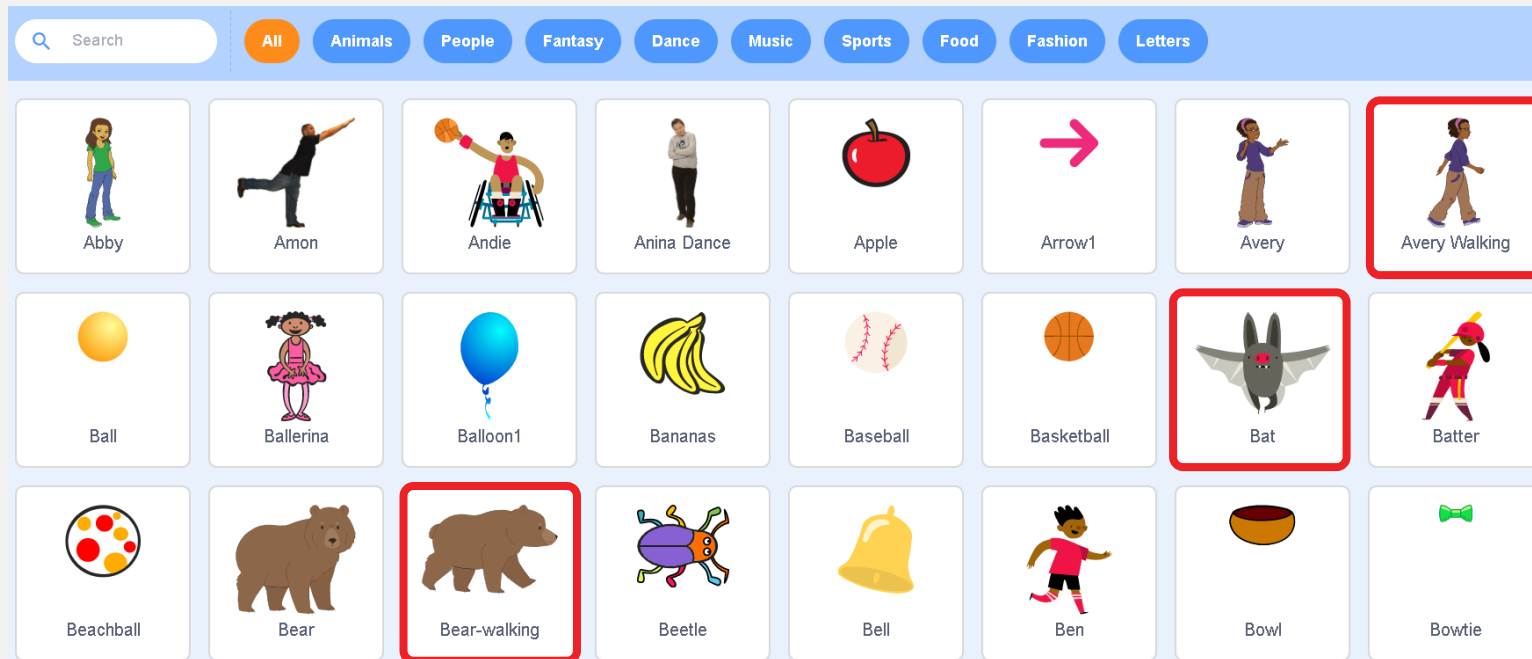 Search All Animals People Fantasy Dance Music Sports Food Fashion Letters
Abby Amon Andie Anina Dance Apple Arrow1 Avery Avery Walking
Ball Ballerina Balloon1 Bananas Baseball Basketball Bat Batter
Beachball Bear Bear-walking Beetle Bell Ben Bowl Bowtie